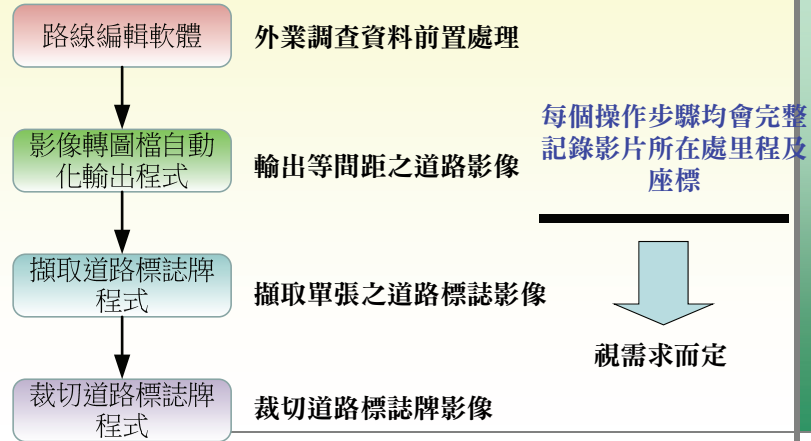 路線編輯軟體
外業調查資料前置處理
影像轉圖檔自動
化輸出程式
輸出等間距之道路影像
擷取道路標誌牌
程式
擷取單張之道路標誌影像
裁切道路標誌牌
程式
裁切道路標誌牌影像
每個操作步驟均會完整
記錄影片所在處里程及
座標
視需求而定